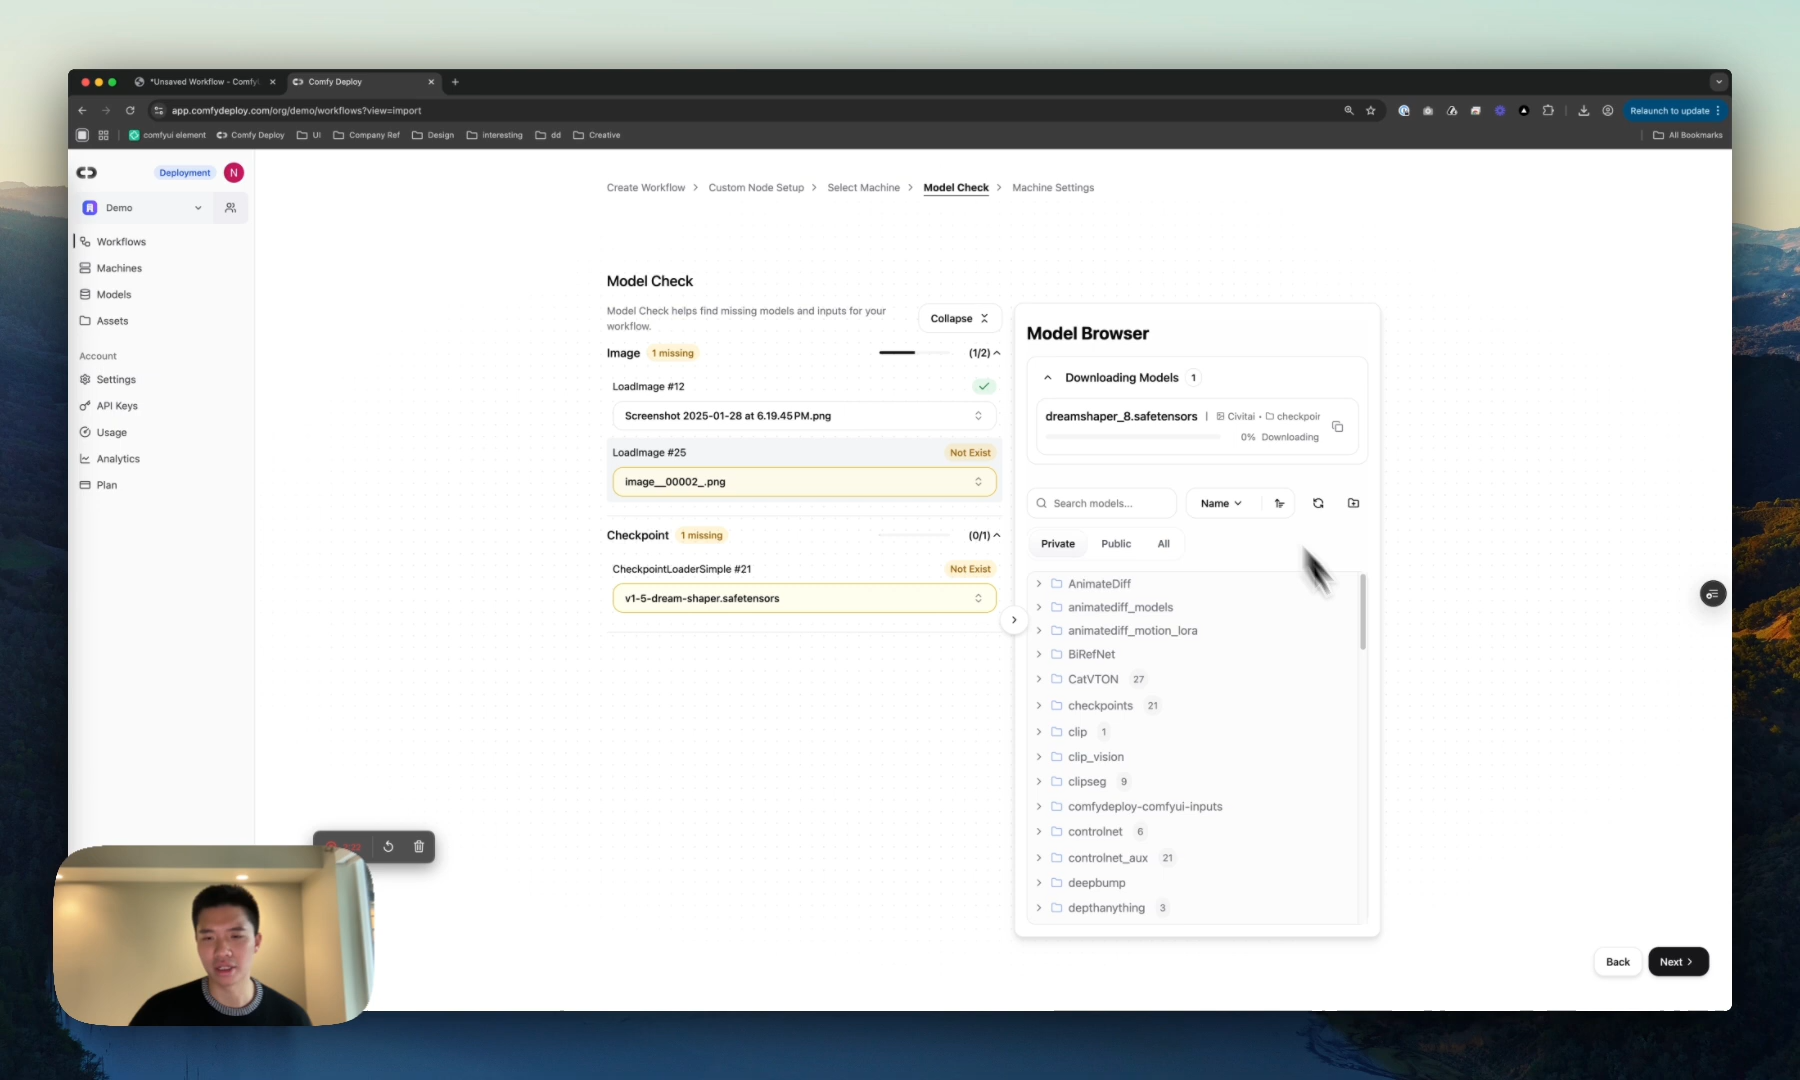 *Unsaved Workflow - Comfy
Comfy Deploy
app.comfydeploy.com/org/demo/workflows?view=import
Relaunch to update
comfyui element
Comfy Deploy
UI
Company Ref
Design
interesting
dd
Creative
All Bookmarks
Deployment
N
Demo
Workflows
Machines
Models
Assets
Account
Settings
API Keys
Usage
Analytics
Plan
Create Workflow > Custom Node Setup > Select Machine > Model Check > Machine Settings
Model Check
Model Check helps find missing models and inputs for your
workflow.
Collapse
Image 1 missing (1/2)
LoadImage #12
Screenshot 2025-01-28 at 6.19.45 PM.png
LoadImage #25 Not Exist
image__00002_.png
Checkpoint 1 missing (0/1)
CheckpointLoaderSimple #21 Not Exist
v1-5-dream-shaper.safetensors
Model Browser
Downloading Models 1
dreamshaper_8.safetensors | Civitai • checkpoir
0% Downloading
Search models...
Name
Private Public All
AnimateDiff
animatediff_models
animatediff_motion_lora
BiRefNet
CatVTON 27
checkpoints 21
clip 1
clip_vision
clipseg 9
comfydeploy-comfyui-inputs
controlnet 6
controlnet_aux 21
deepbump
depthanything 3
Back
Next >